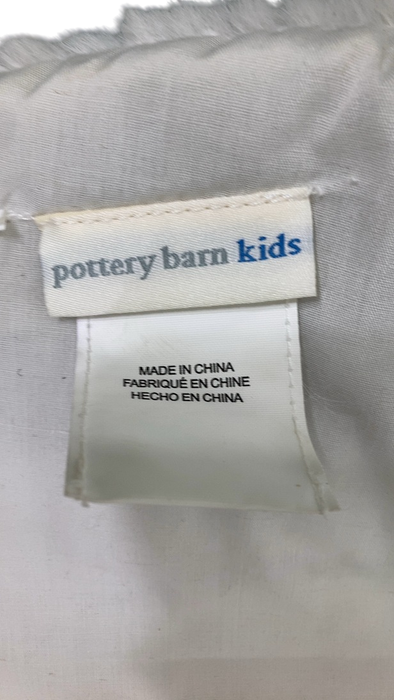 pottery barn kids
MADE IN CHINA
FABRIQUÉ EN CHINE
HECHO EN CHINA